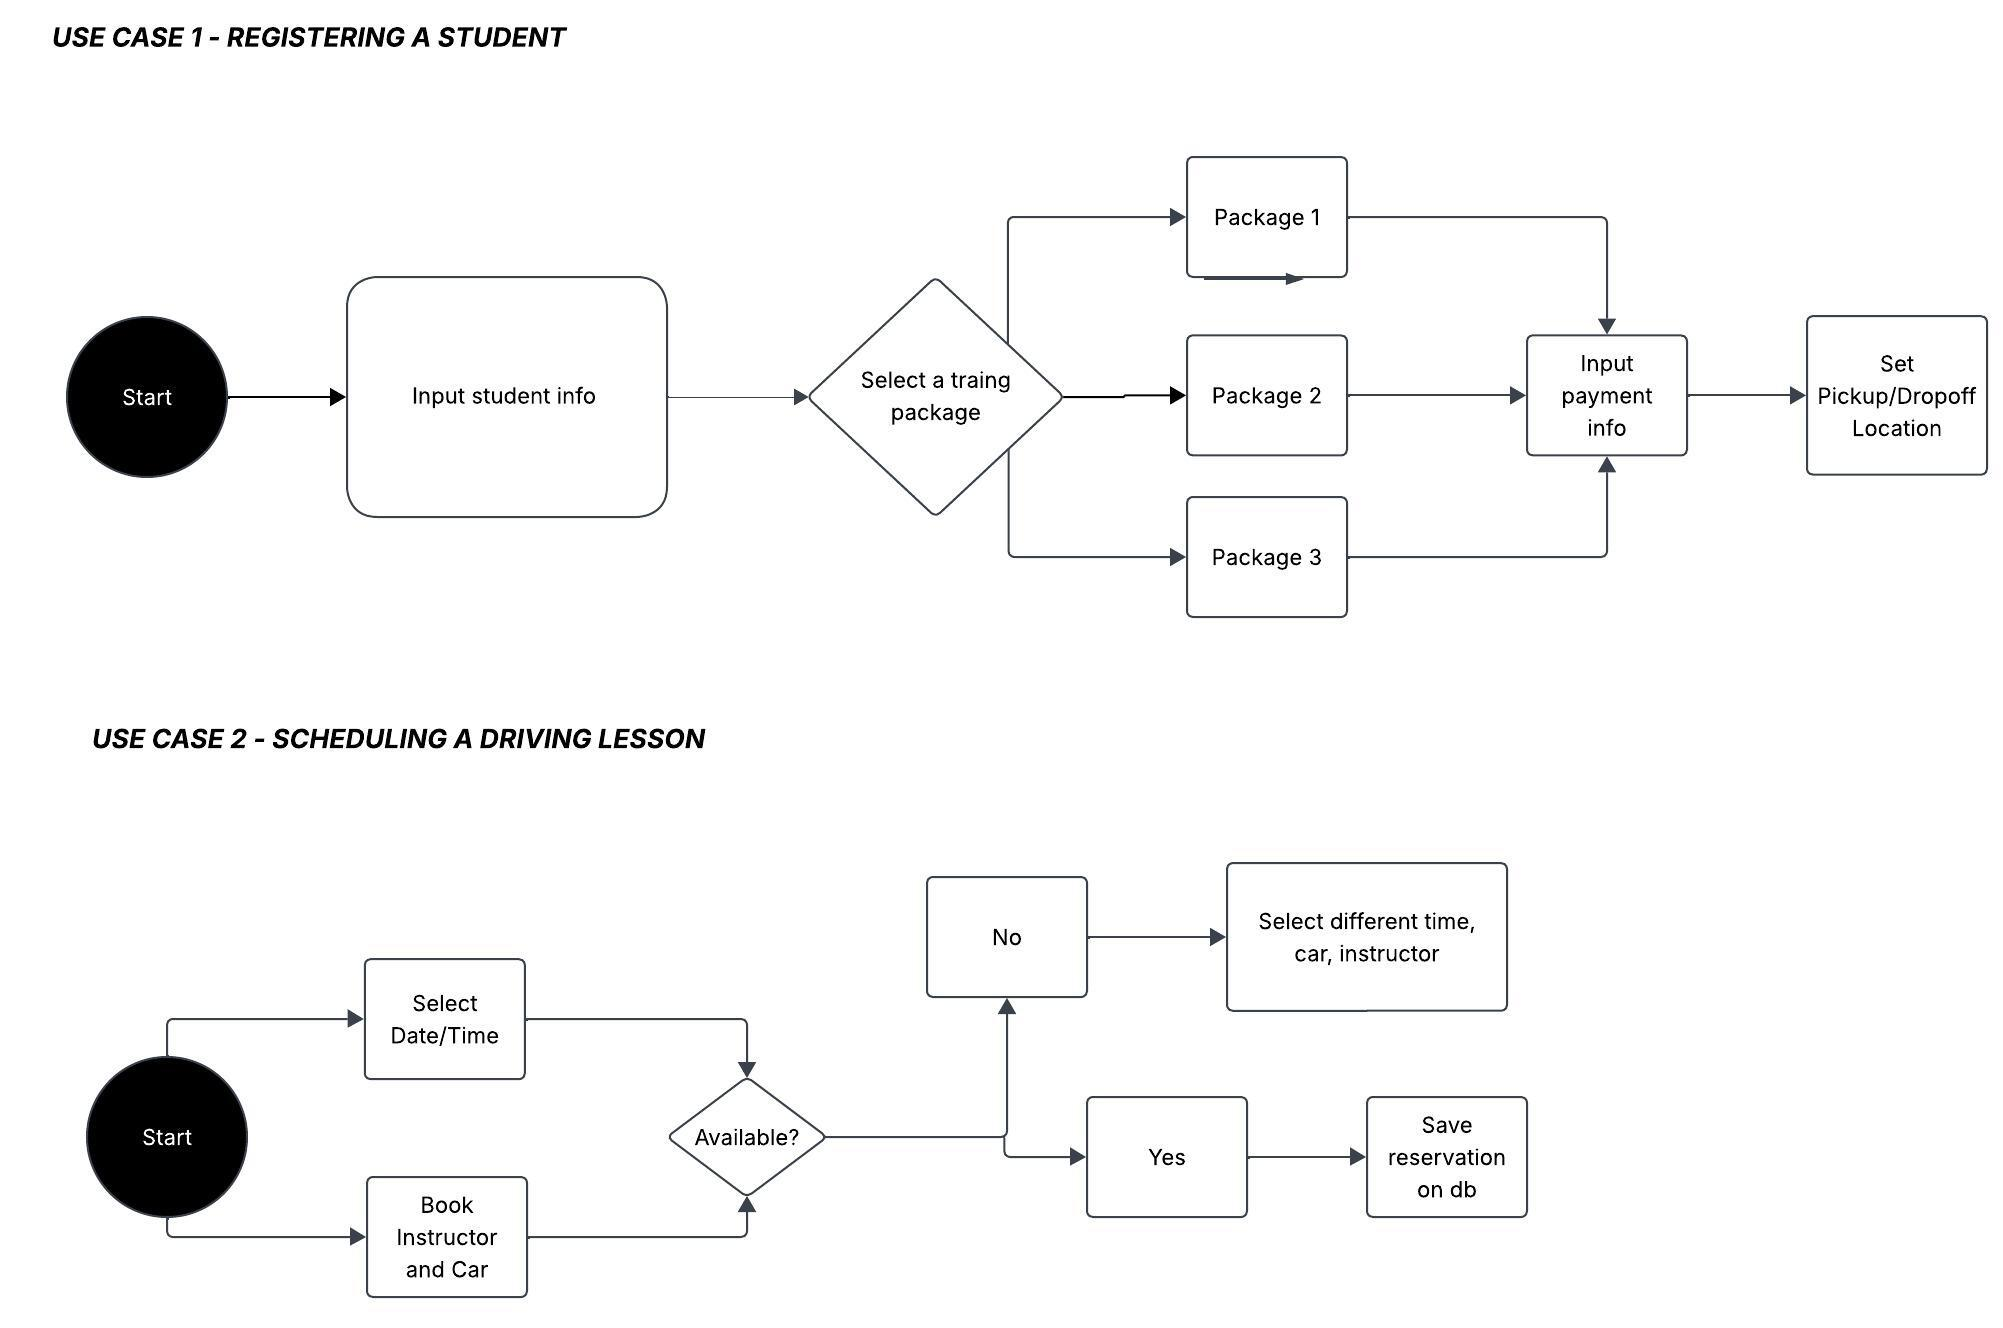 USE CASE 1 - REGISTERING A STUDENT
Start
Input student info
Select a traing
package
Package 1
Package 2
Package 3
Input
payment
info
Set
Pickup/Dropoff
Location
USE CASE 2 - SCHEDULING A DRIVING LESSON
Start
Select
Date/Time
Book
Instructor
and Car
Available?
No
Select different time,
car, instructor
Yes
Save
reservation
on db